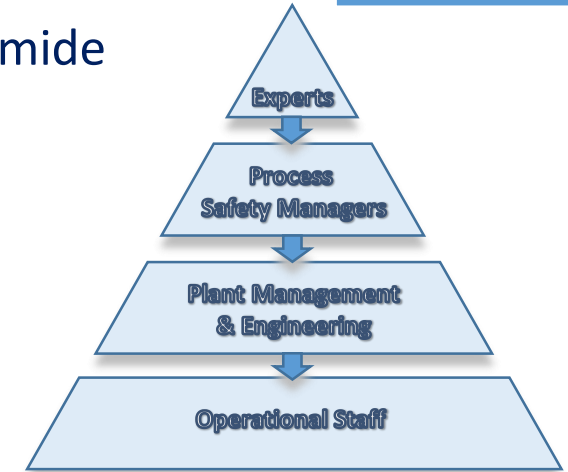 mide
Experts
Process
Safety Managers
Plant Management
& Engineering
Operational Staff